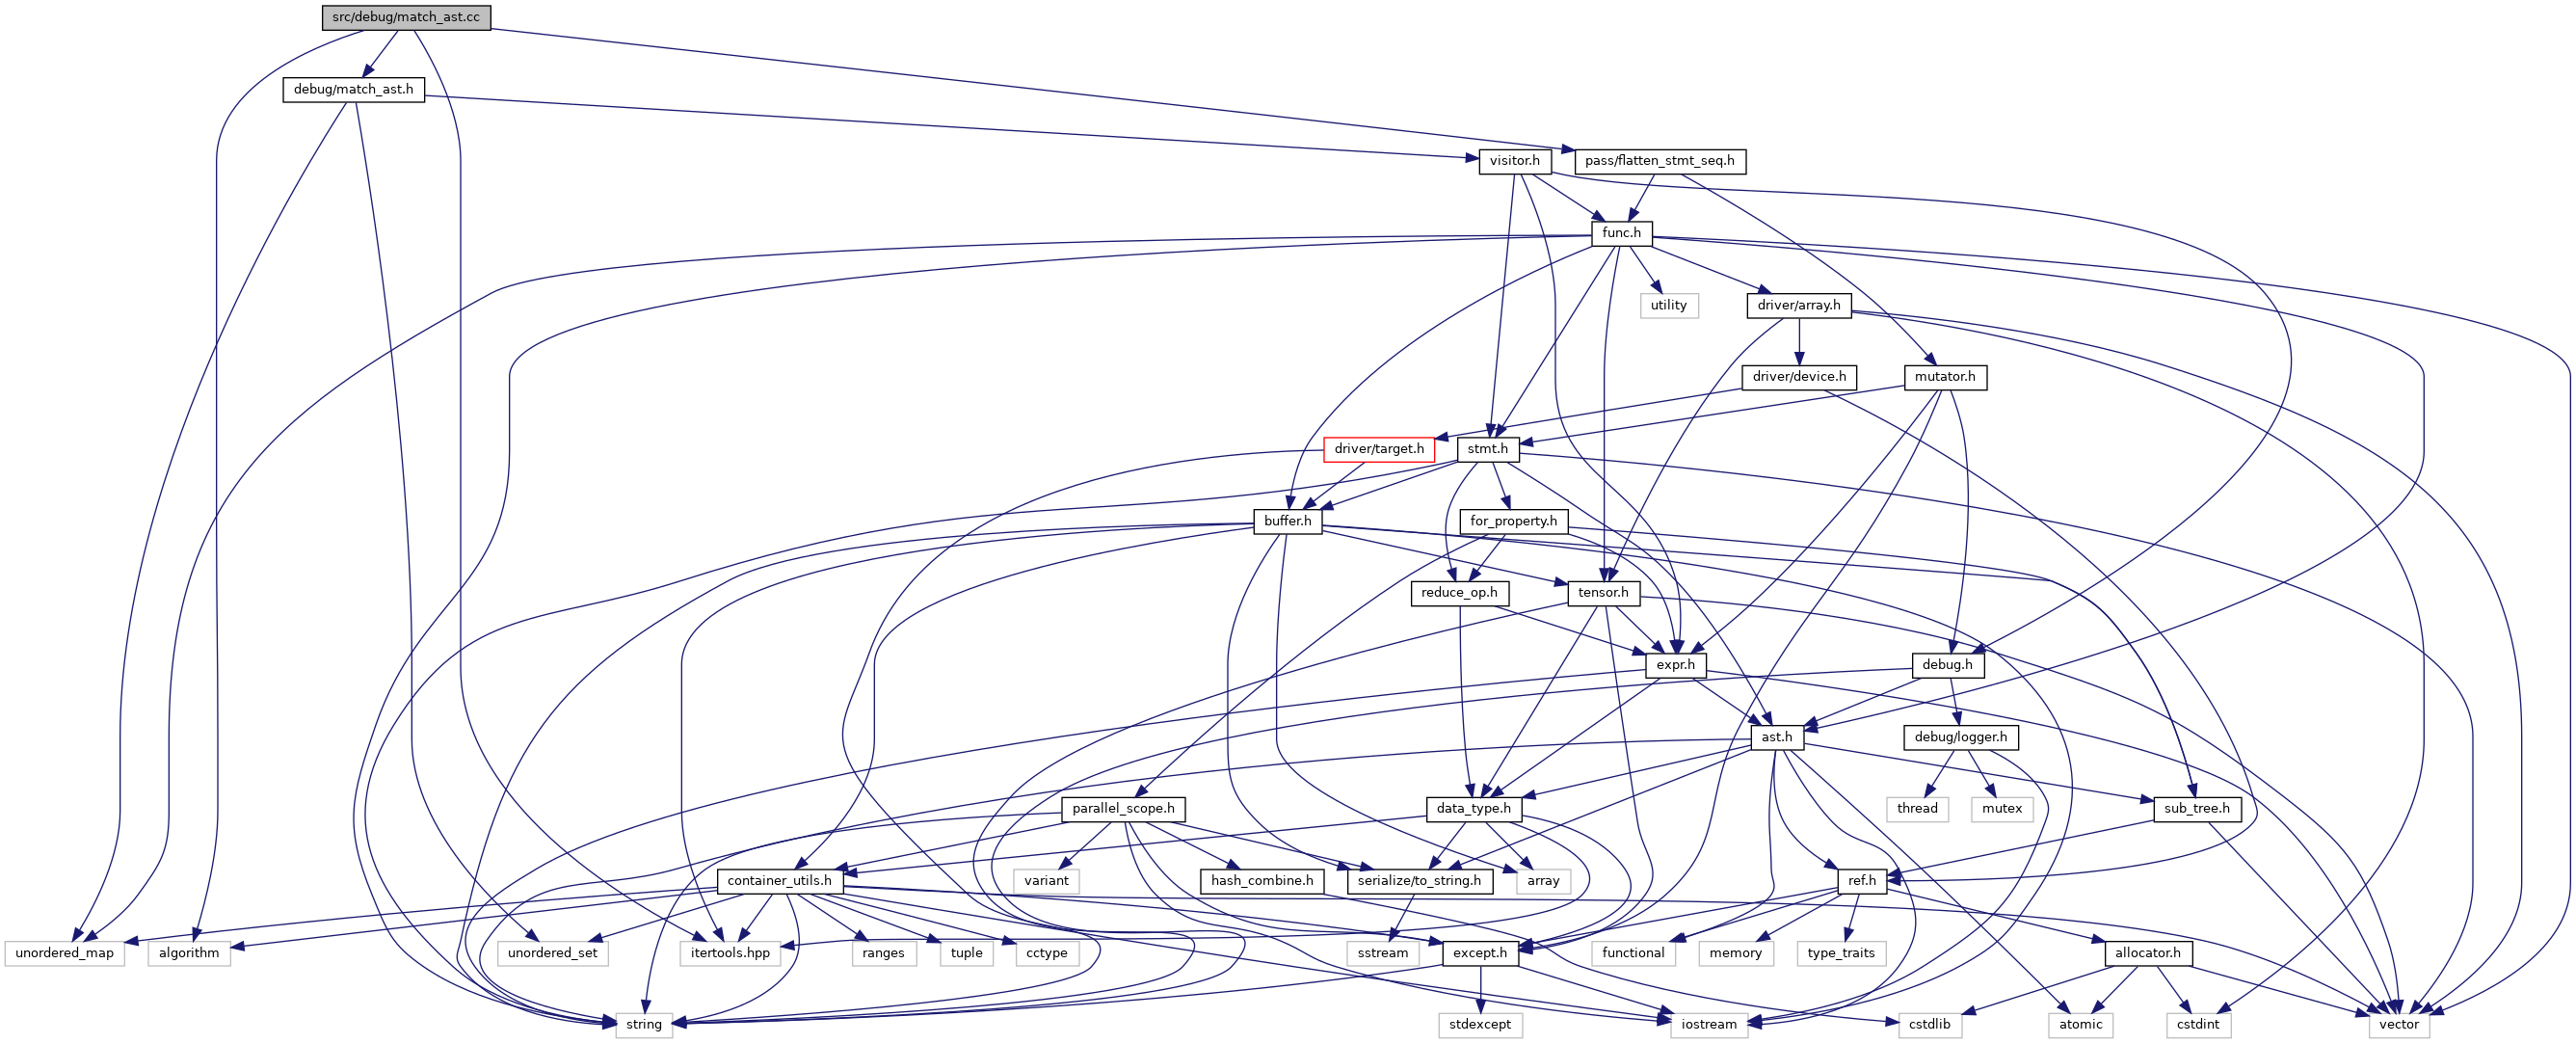 src/debug/match_ast.cc
debug/match_ast.h
visitor.h
pass/flatten_stmt_seq.h
func.h
utility
driver/array.h
driver/device.h
mutator.h
driver/target.h
stmt.h
buffer.h
for_property.h
reduce_op.h
tensor.h
expr.h
debug.h
ast.h
debug/logger.h
parallel_scope.h
data_type.h
thread
mutex
sub_tree.h
container_utils.h
variant
hash_combine.h
serialize/to_string.h
array
ref.h
unordered_map
algorithm
unordered_set
itertools.hpp
ranges
tuple
cctype
sstream
except.h
functional
memory
type_traits
allocator.h
string
stdexcept
iostream
cstdlib
atomic
cstdint
vector